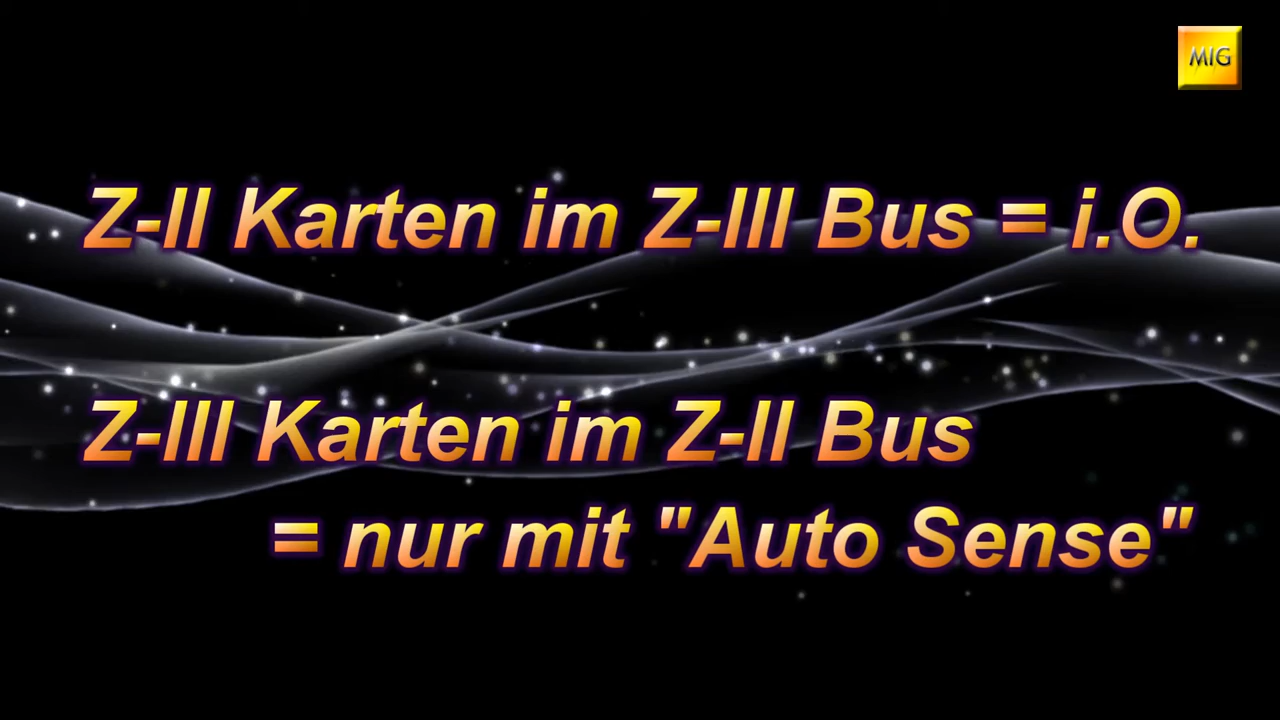 MIG
Z-II Karten im Z-III Bus = i.O.
Z-III Karten im Z-II Bus
= nur mit "Auto Sense"